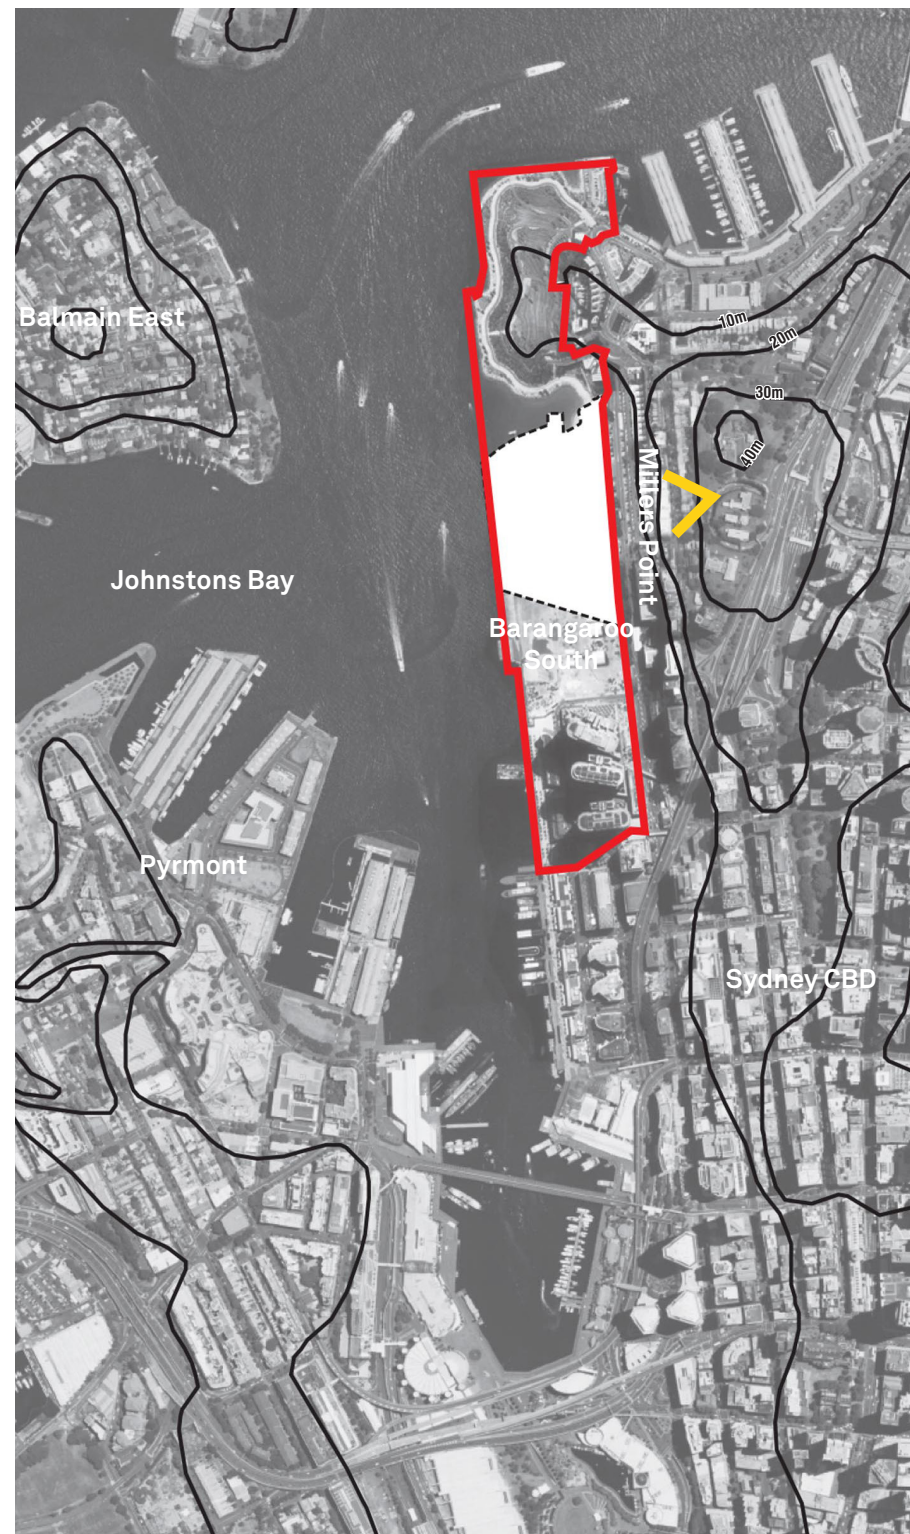 10m
20m
Balmain East
30m
40m
Millers Point
Johnstons Bay
Barangaroo
South
Pyrmont
Sydney CBD